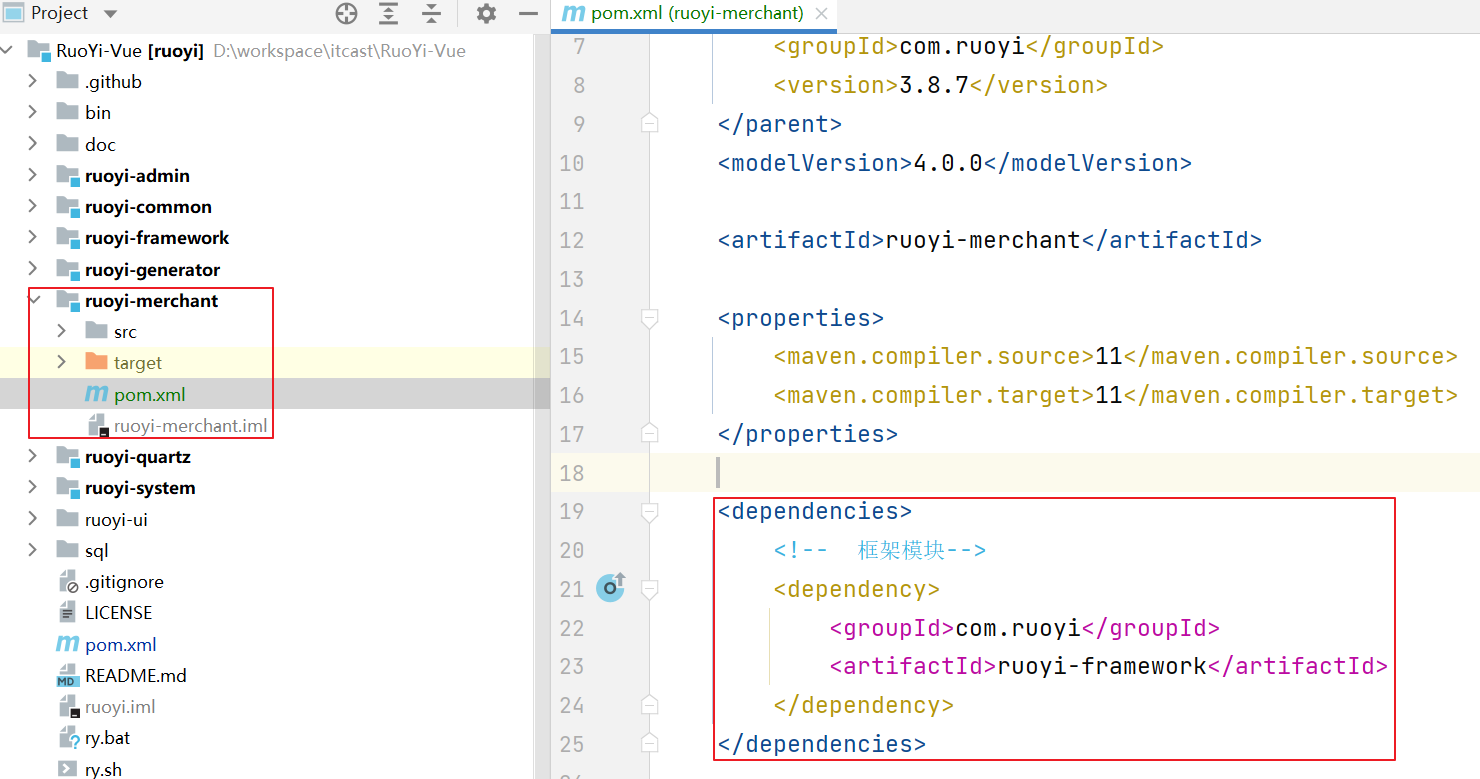 Project
RuoYi-Vue [ruoyi] D:\workspace\itcast\RuoYi-Vue
.github
bin
doc
ruoyi-admin
ruoyi-common
ruoyi-framework
ruoyi-generator
ruoyi-merchant
src
target
pom.xml
ruoyi-merchant.iml
ruoyi-quartz
ruoyi-system
ruoyi-ui
sql
.gitignore
LICENSE
pom.xml
README.md
ruoyi.iml
ry.bat
ry.sh
pom.xml (ruoyi-merchant)
7 <groupId>com.ruoyi</groupId>
8 <version>3.8.7</version>
9 </parent>
10 <modelVersion>4.0.0</modelVersion>
11
12 <artifactId>ruoyi-merchant</artifactId>
13
14 <properties>
15 <maven.compiler.source>11</maven.compiler.source>
16 <maven.compiler.target>11</maven.compiler.target>
17 </properties>
18
19 <dependencies>
20 <!-- 框架模块-->
21 <dependency>
22 <groupId>com.ruoyi</groupId>
23 <artifactId>ruoyi-framework</artifactId>
24 </dependency>
25 </dependencies>